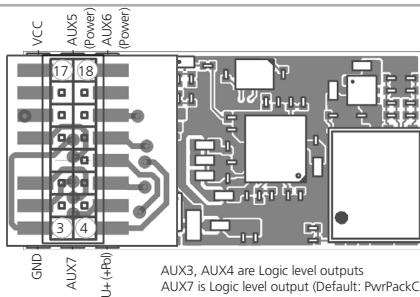 VCC
AUX5
(Power)
AUX6
(Power)
17 18
3 4
GND
AUX7
U+ (+Pol)
AUX3, AUX4 are Logic level outputs
AUX7 is Logic level output (Default: PwrPackC